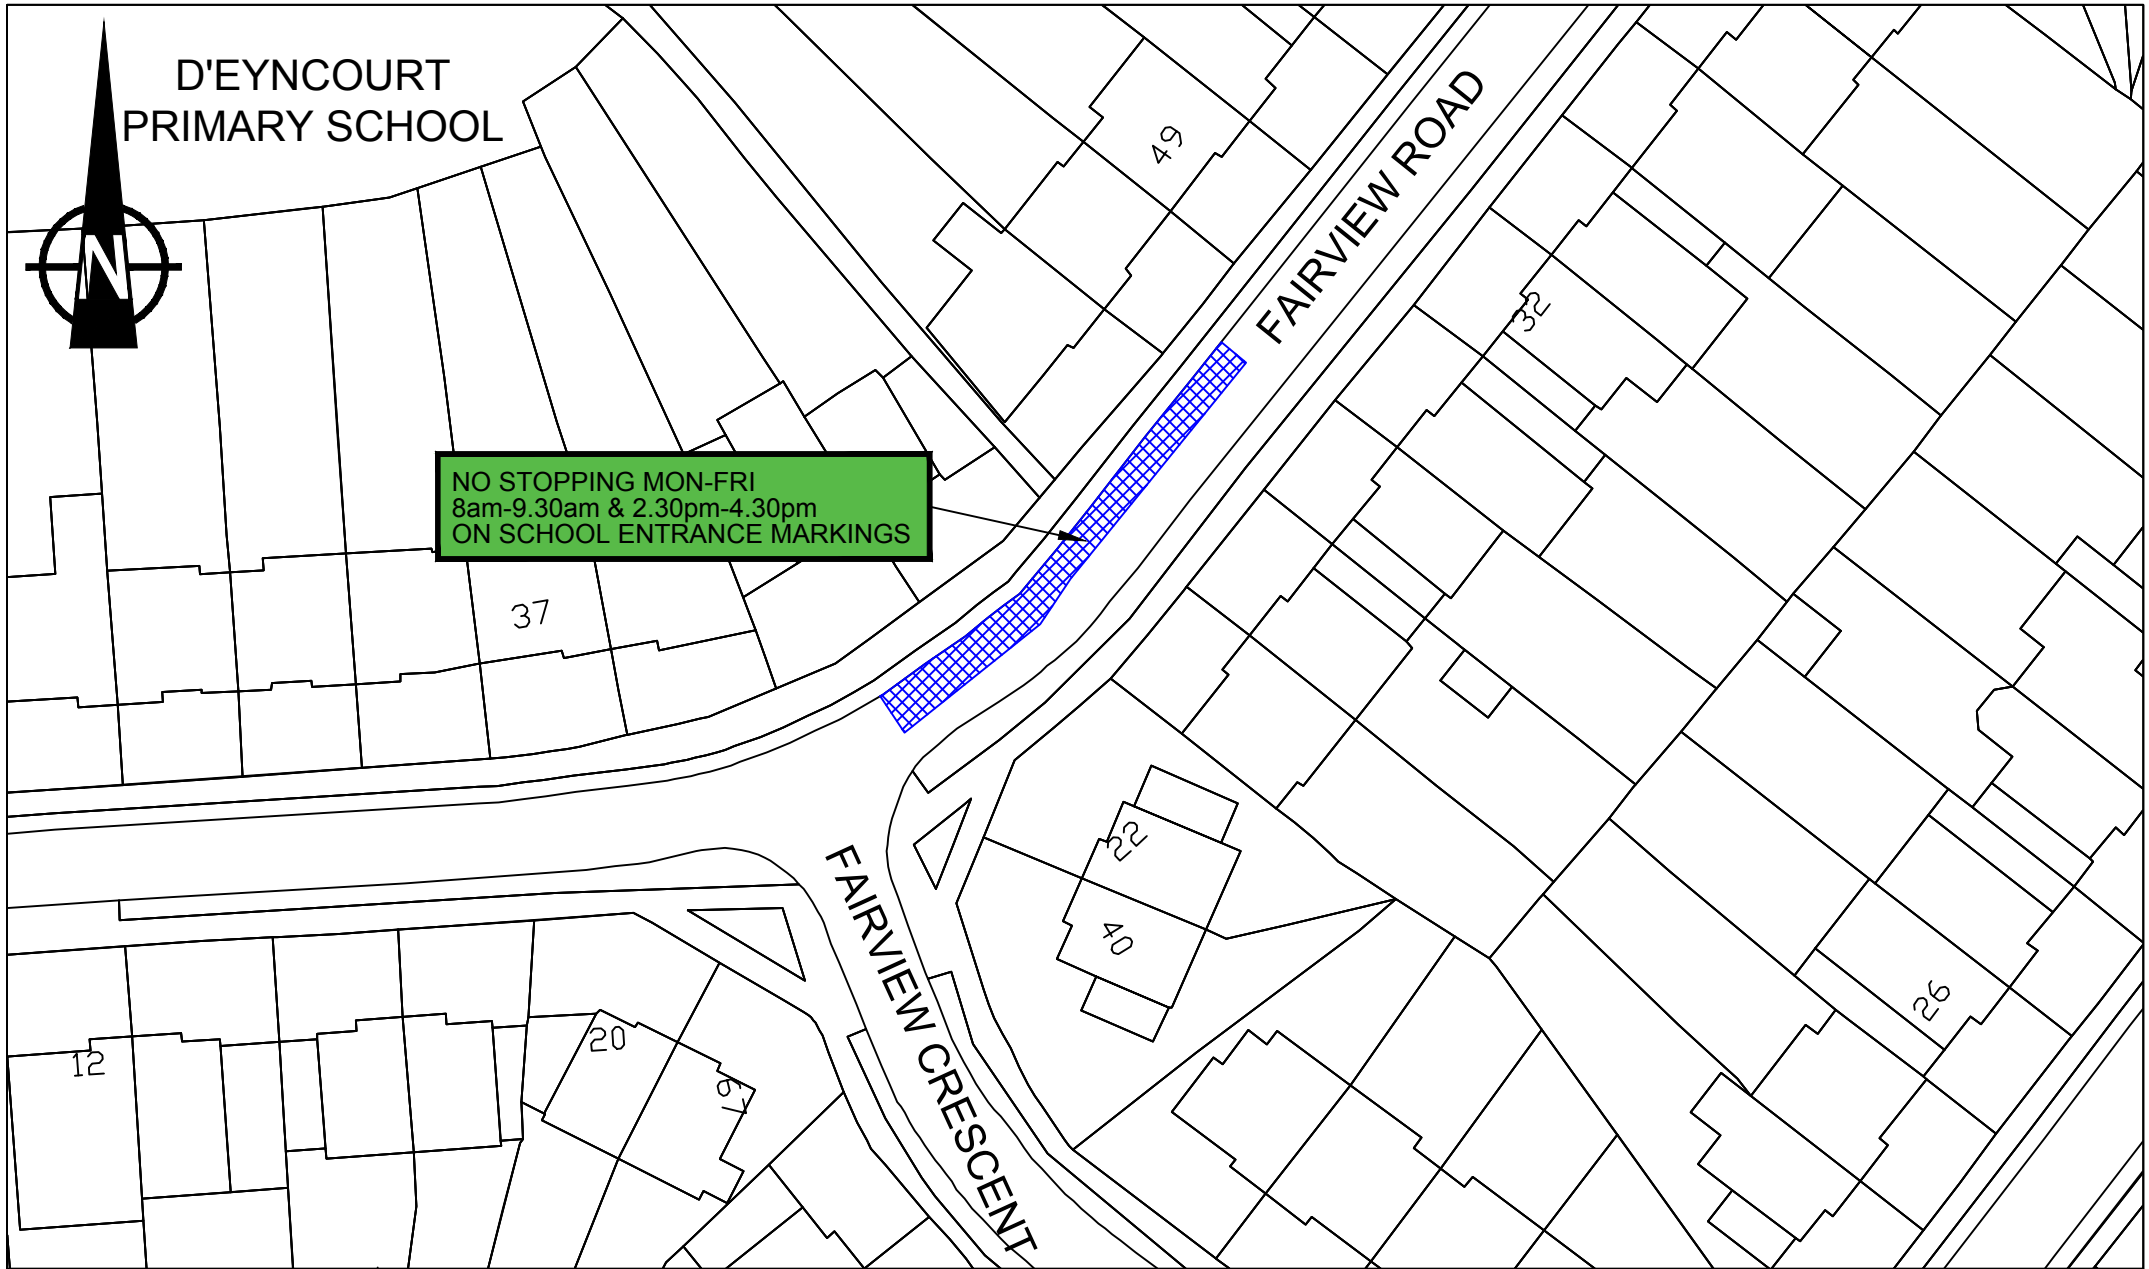 D'EYNCOURT
PRIMARY SCHOOL
N
49
FAIRVIEW ROAD
32
NO STOPPING MON-FRI
8am-9.30am & 2.30pm-4.30pm
ON SCHOOL ENTRANCE MARKINGS
37
22
40
FAIRVIEW CRESCENT
26
20
12
97